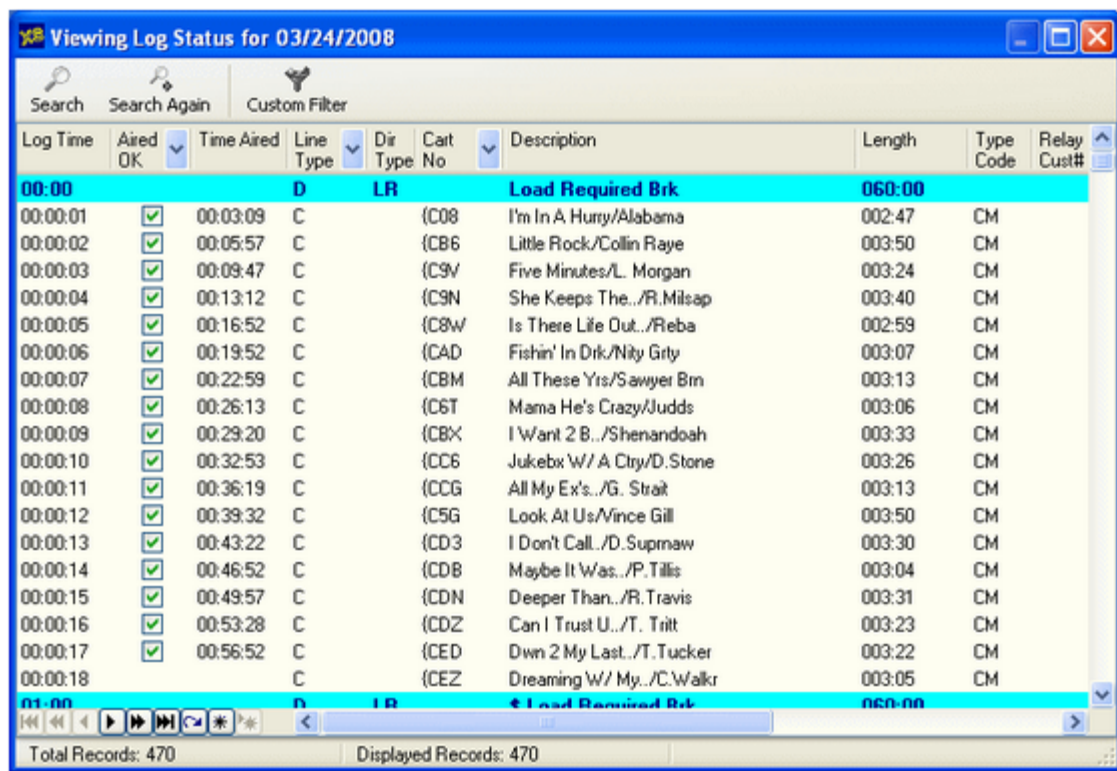 Viewing Log Status for 03/24/2008
Search Search Again Custom Filter
Log Time Aired OK Time Aired Line Type Dir Type Cart No Description Length Type Code Relay Cust#
00:00 D LR Load Required Brk 060:00
00:00:01 00:03:09 C {C08 I'm In A Hurry/Alabama 002:47 CM
00:00:02 00:05:57 C {CB6 Little Rock/Collin Raye 003:50 CM
00:00:03 00:09:47 C {C9V Five Minutes/L. Morgan 003:24 CM
00:00:04 00:13:12 C {C9N She Keeps The../R.Milsap 003:40 CM
00:00:05 00:16:52 C {C8W Is There Life Out../Reba 002:59 CM
00:00:06 00:19:52 C {CAD Fishin' In Drk/Nity Grty 003:07 CM
00:00:07 00:22:59 C {CBM All These Yrs/Sawyer Brn 003:13 CM
00:00:08 00:26:13 C {C6T Mama He's Crazy/Judds 003:06 CM
00:00:09 00:29:20 C {CBX I Want 2 B../Shenandoah 003:33 CM
00:00:10 00:32:53 C {CC6 Jukebx W/ A Ctry/D.Stone 003:26 CM
00:00:11 00:36:19 C {CCG All My Ex's../G. Strait 003:13 CM
00:00:12 00:39:32 C {C5G Look At Us/Vince Gill 003:50 CM
00:00:13 00:43:22 C {CD3 I Don't Call../D.Suprnaw 003:30 CM
00:00:14 00:46:52 C {CDB Maybe It Was../P.Tillis 003:04 CM
00:00:15 00:49:57 C {CDN Deeper Than../R.Travis 003:31 CM
00:00:16 00:53:28 C {CDZ Can I Trust U../T. Tritt 003:23 CM
00:00:17 00:56:52 C {CED Dwn 2 My Last../T.Tucker 003:22 CM
00:00:18 C {CEZ Dreaming W/ My../C.Walkr 003:05 CM
01:00 D LR $ Load Required Brk 060:00
Total Records: 470 Displayed Records: 470